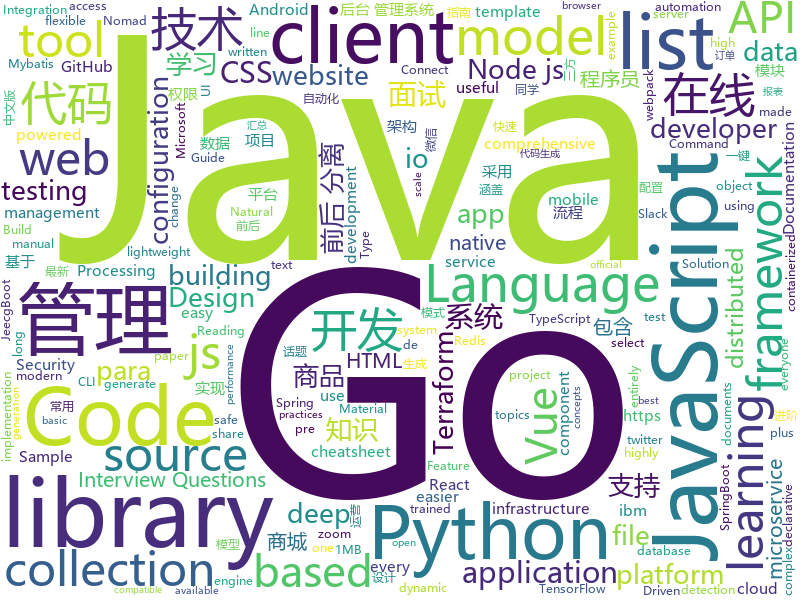 Integration
access
Android
后台 管理系统
Nomad
line
template
指南
browser
automation
flexible
written
三方
example
server
Mybatis
技术
client
model
list
API
high
订单
tool
GitHub
学习
CSS
website
Node js
程序员
data
模块
报表
中文版
UI
Connect
useful
同学
webpack
made
代码
权限
Microsoft
自动化
汇总
面试
在线
powered
数据
架构
微信
快速
代码生成
comprehensive
developer
Command
一键
web
configuration
Guide
项目
io
采用
涵盖
配置
object
using
testing
平台
scale
mobile
Slack
containerized
Documentation
management
change
Natural
前后
前后 分离
development
app
流程
JavaScript
framework
Build
manual
lightweight
Type
native
Java
基于
Processing
text
service
official
Solution
最新
building
Language
distributed
JeecgBoot
long
管理
Design
开发
系统
包含
test
easy
Reading
模式
TypeScript
Security
js
paper
话题
system
Redis
select
modern
de
生成
Terraform
performance
HTML
Vue
component
project
entirely
CLI
generate
实现
商品
React
best
learning
everyone
implementation
generation
常用
Spring
use
Material
practices
concepts
https
documents
进阶
Code
safe
知识
topics
twitter
SpringBoot
plus
basic
share
pre
cheatsheet
highly
microservice
Sample
source
Feature
支持
library
Interview Questions
easier
infrastructure
ibm
deep
运营
trained
Python
file
database
complex
declarative
模型
商城
zoom
every
collection
one
1MB
open
application
platform
engine
based
dynamic
TensorFlow
Driven
detection
cloud
compatible
available
设计
Go
para